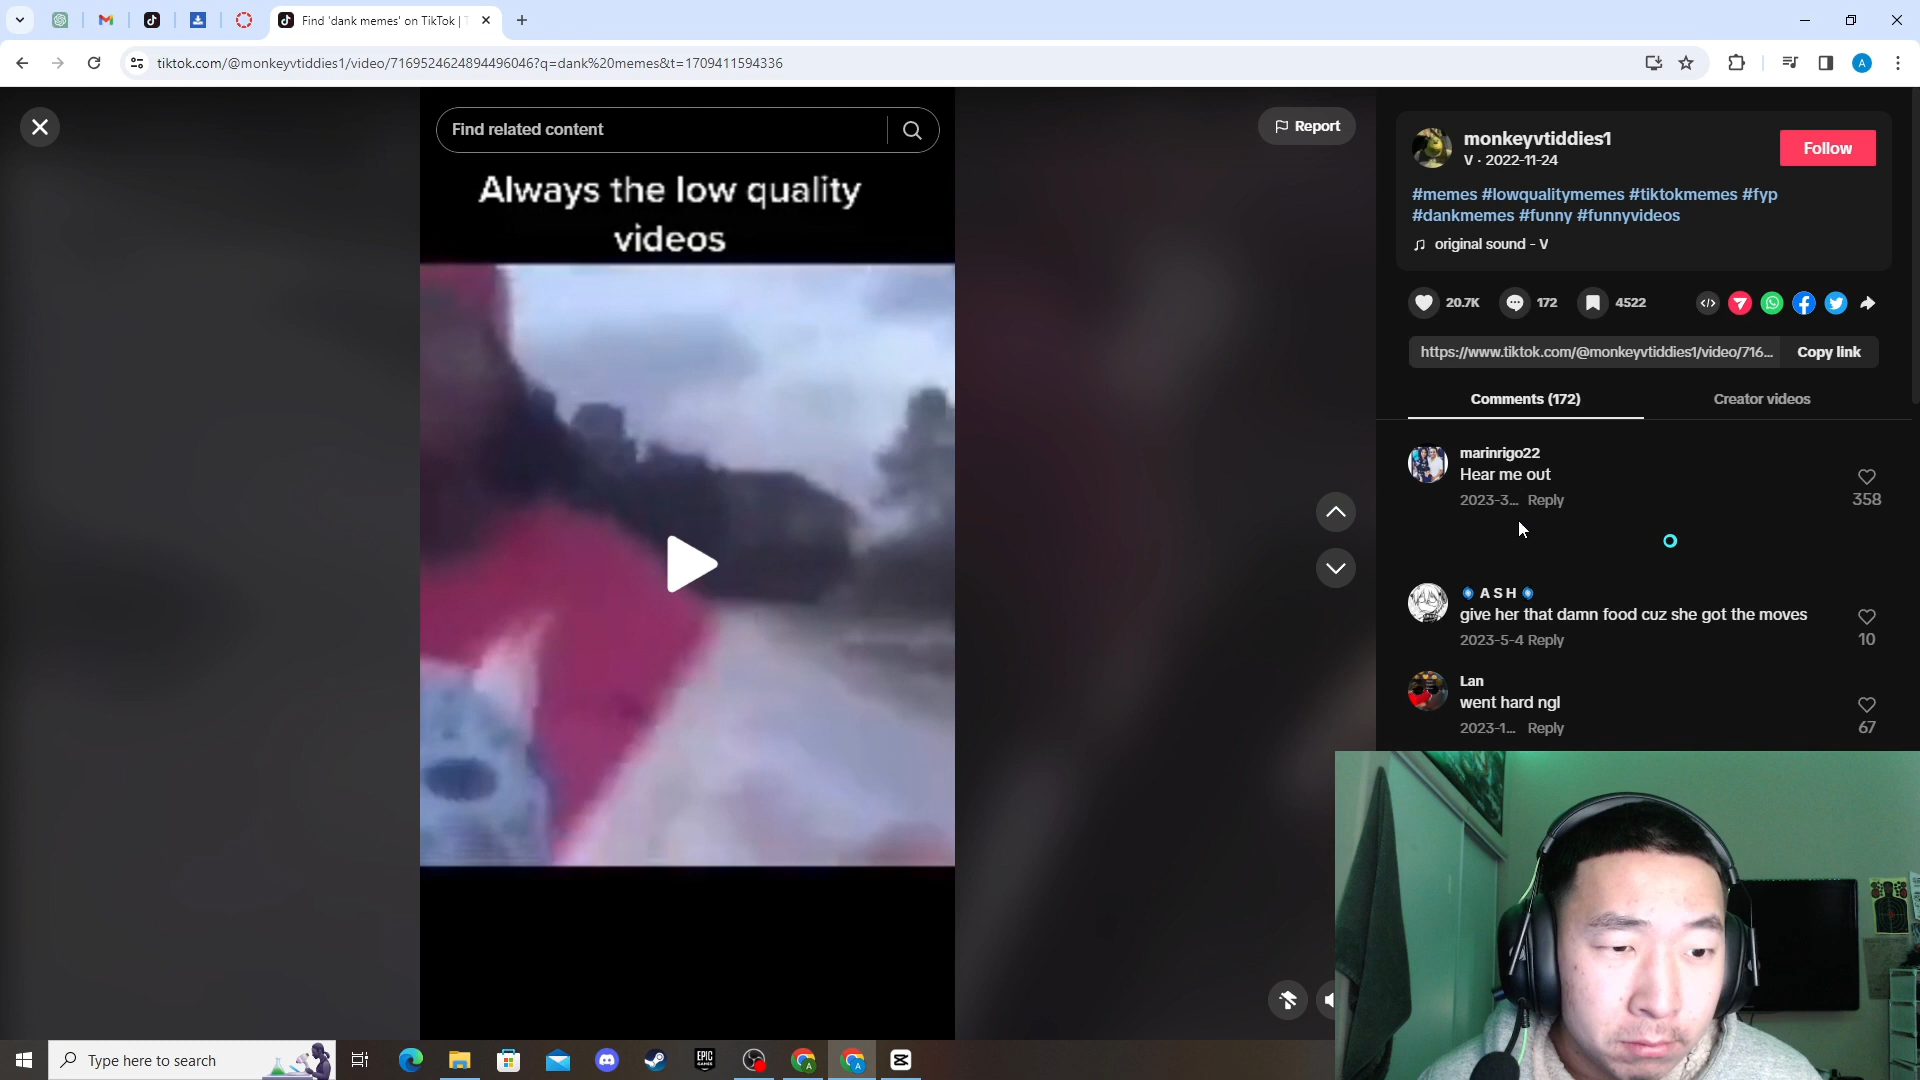 Find 'dank memes' on TikTok |
tiktok.com/@monkeyvtiddies1/video/7169524624894496046?q=dank%20memes&t=1709411594336
A
Find related content
Report
Always the low quality
videos
monkeyvtiddies1
V · 2022-11-24
Follow
#memes #lowqualitymemes #tiktokmemes #fyp
#dankmemes #funny #funnyvideos
original sound - V
20.7K
172
4522
https://www.tiktok.com/@monkeyvtiddies1/video/716...
Copy link
Comments (172)
Creator videos
marinrigo22
Hear me out
2023-3... Reply
358
A S H
give her that damn food cuz she got the moves
2023-5-4 Reply
10
Lan
went hard ngl
2023-1... Reply
67
Type here to search
EPIC
GAMES
A
A